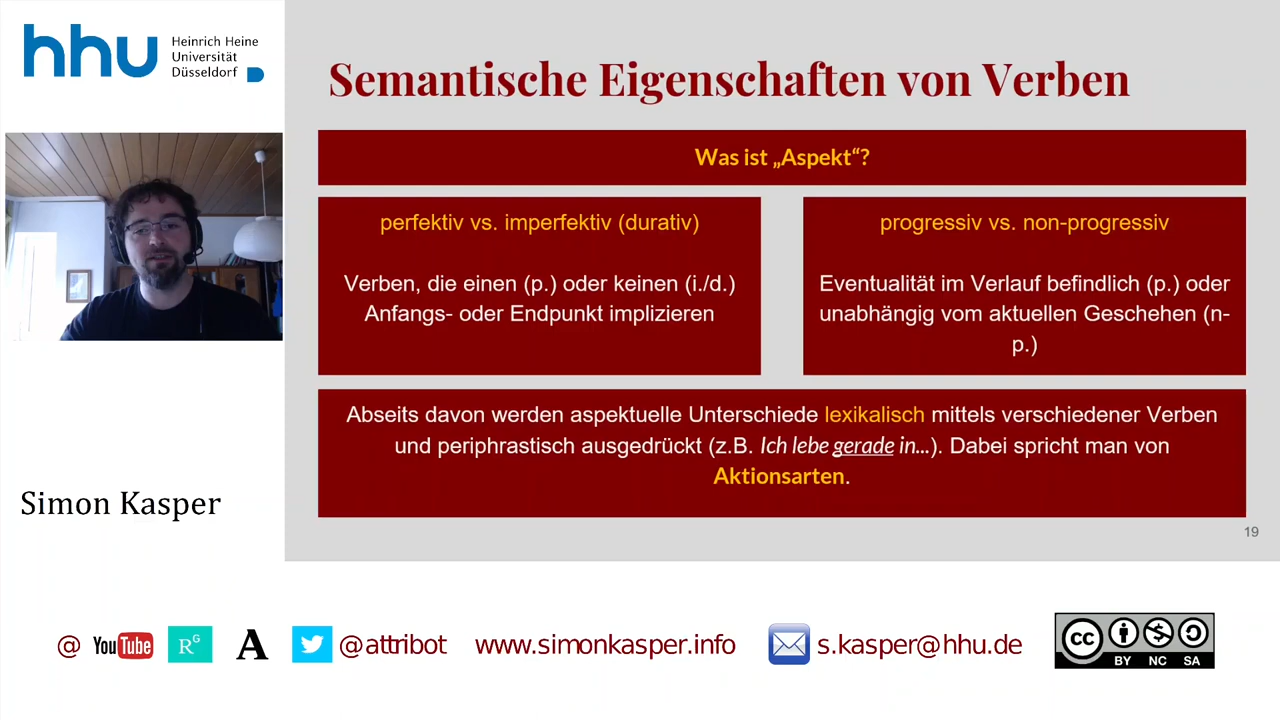 hhu
Heinrich Heine
Universität
Düsseldorf
Semantische Eigenschaften von Verben
Was ist „Aspekt“?
perfektiv vs. imperfektiv (durativ)
Verben, die einen (p.) oder keinen (i./d.)
Anfangs- oder Endpunkt implizieren
progressiv vs. non-progressiv
Eventualität im Verlauf befindlich (p.) oder
unabhängig vom aktuellen Geschehen (n-
p.)
Abseits davon werden aspektuelle Unterschiede lexikalisch mittels verschiedener Verben
und periphrastisch ausgedrückt (z.B. Ich lebe gerade in...). Dabei spricht man von
Aktionsarten.
19
Simon Kasper
@ YouTube RG A @attribot www.simonkasper.info s.kasper@hhu.de
cc BY NC SA